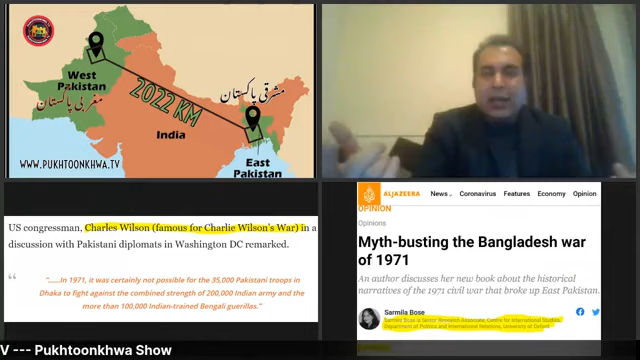 West
Pakistan
مغربی پاکستان
2022 KM
مشرقی پاکستان
India
East
Pakistan
WWW.PUKHTOONKHWA.TV
US congressman, Charles Wilson (famous for Charlie Wilson's War) in a
discussion with Pakistani diplomats in Washington DC remarked.
“
“......In 1971, it was certainly not possible for the 35,000 Pakistani troops in
Dhaka to fight against the combined strength of 200,000 Indian army and the
more than 100,000 Indian-trained Bengali guerillas.”
ALJAZEERA News Coronavirus Features Economy Opinion
OPINION
Opinions
Myth-busting the Bangladesh war
of 1971
An author discusses her new book about the historical
narratives of the 1971 civil war that broke up East Pakistan.
Sarmila Bose
Sarmila Bose is Senior Research Associate, Centre for International Studies,
Department of Politics and International Relations, University of Oxford.
V --- Pukhtoonkhwa Show